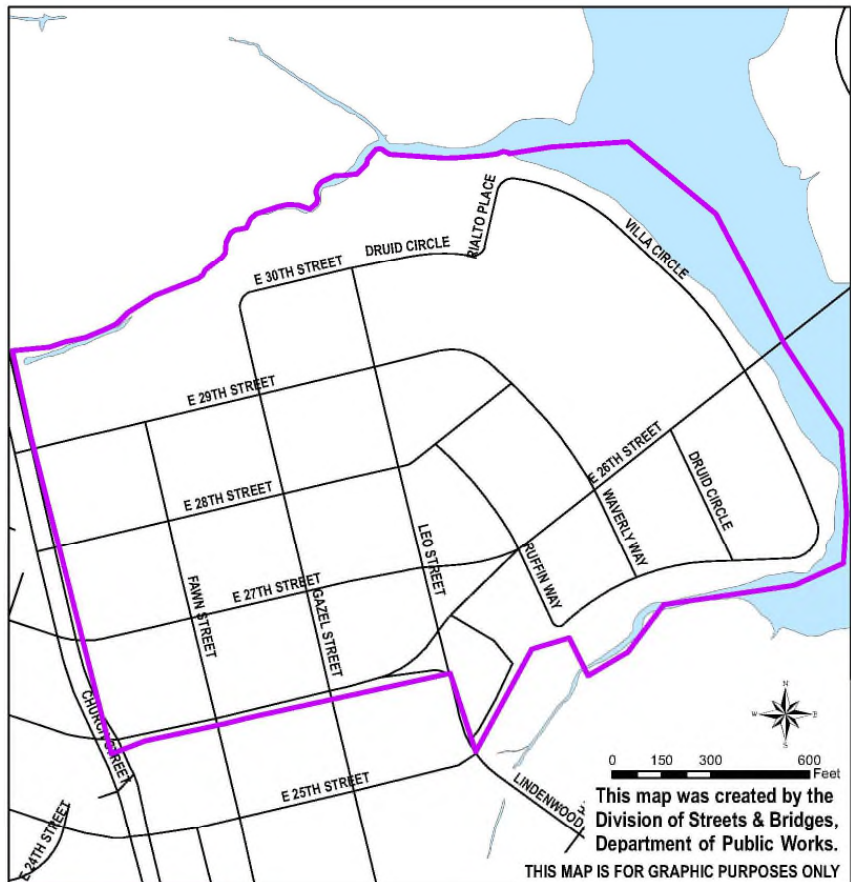 RIALTO PLACE
VILLA CIRCLE
DRUID CIRCLE
E 30TH STREET
E 29TH STREET
E 26TH STREET
DRUID CIRCLE
E 28TH STREET
WAVERLY WAY
LEO STREET
RUFFIN WAY
E 27TH STREET
FAWN STREET
GAZEL STREET
CHURCH STREET
N
W E
S
E 25TH STREET
0 150 300 600
Feet
LINDENWOOD
E 24TH STREET
This map was created by the
Division of Streets & Bridges,
Department of Public Works.
THIS MAP IS FOR GRAPHIC PURPOSES ONLY